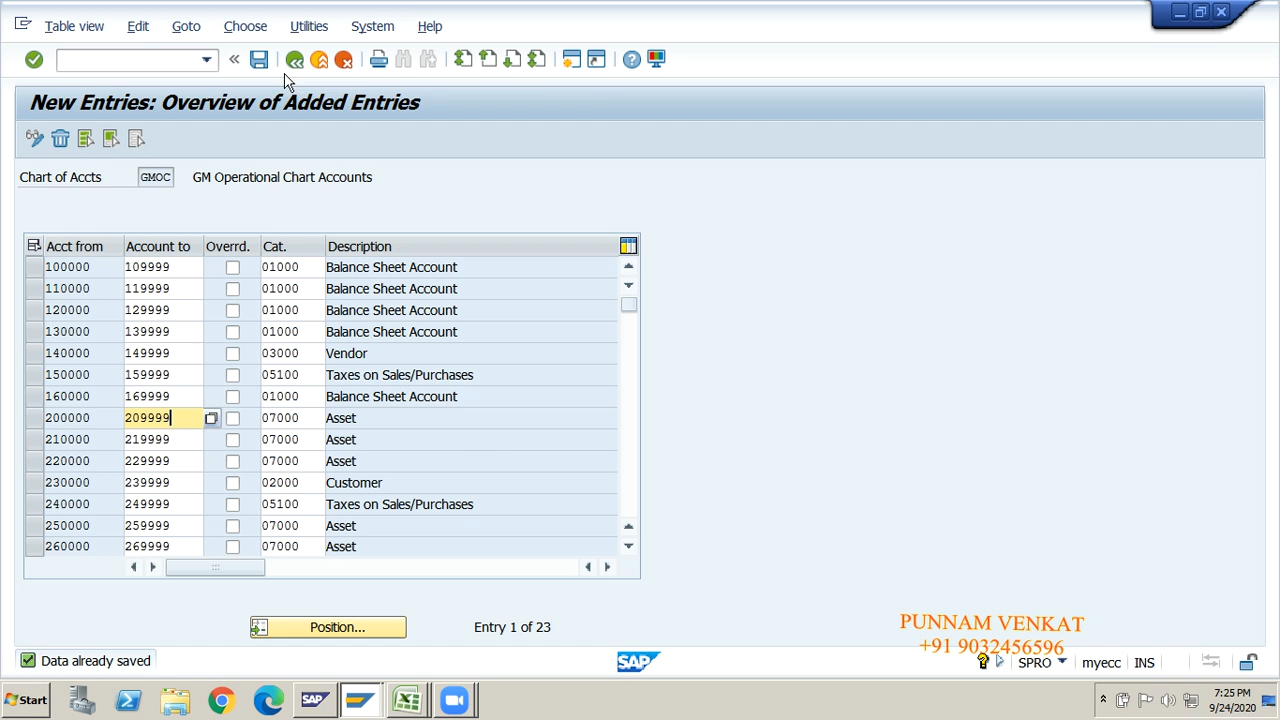 Table view Edit Goto Choose Utilities System Help
New Entries: Overview of Added Entries
Chart of Accts GMOC GM Operational Chart Accounts
Acct from Account to Overrd. Cat. Description
100000 109999 01000 Balance Sheet Account
110000 119999 01000 Balance Sheet Account
120000 129999 01000 Balance Sheet Account
130000 139999 01000 Balance Sheet Account
140000 149999 03000 Vendor
150000 159999 05100 Taxes on Sales/Purchases
160000 169999 01000 Balance Sheet Account
200000 209999 07000 Asset
210000 219999 07000 Asset
220000 229999 07000 Asset
230000 239999 02000 Customer
240000 249999 05100 Taxes on Sales/Purchases
250000 259999 07000 Asset
260000 269999 07000 Asset
Position... Entry 1 of 23
PUNNAM VENKAT
+91 9032456596
Data already saved SAP SPRO myecc INS
Start SAP 7:25 PM
9/24/2020